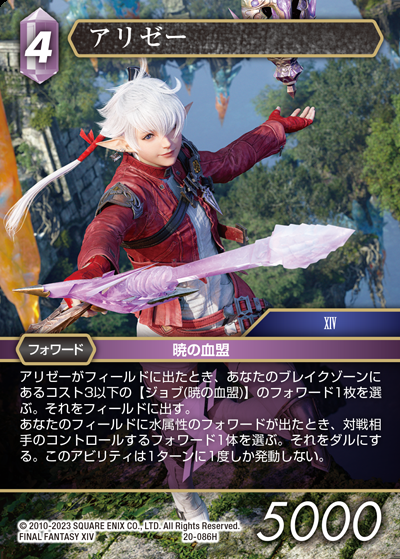 4
アリゼー
XIV
フォワード
暁の血盟
アリゼーがフィールドに出たとき、あなたのブレイクゾーンに
あるコスト3以下の【ジョブ(暁の血盟)】のフォワード1枚を選
ぶ。それをフィールドに出す。
あなたのフィールドに水属性のフォワードが出たとき、対戦相
手のコントロールするフォワード1体を選ぶ。それをダルにす
る。このアビリティは1ターンに1度しか発動しない。
© 2010-2023 SQUARE ENIX CO., LTD. All Rights Reserved.
FINAL FANTASY XIV
20-086H
5000